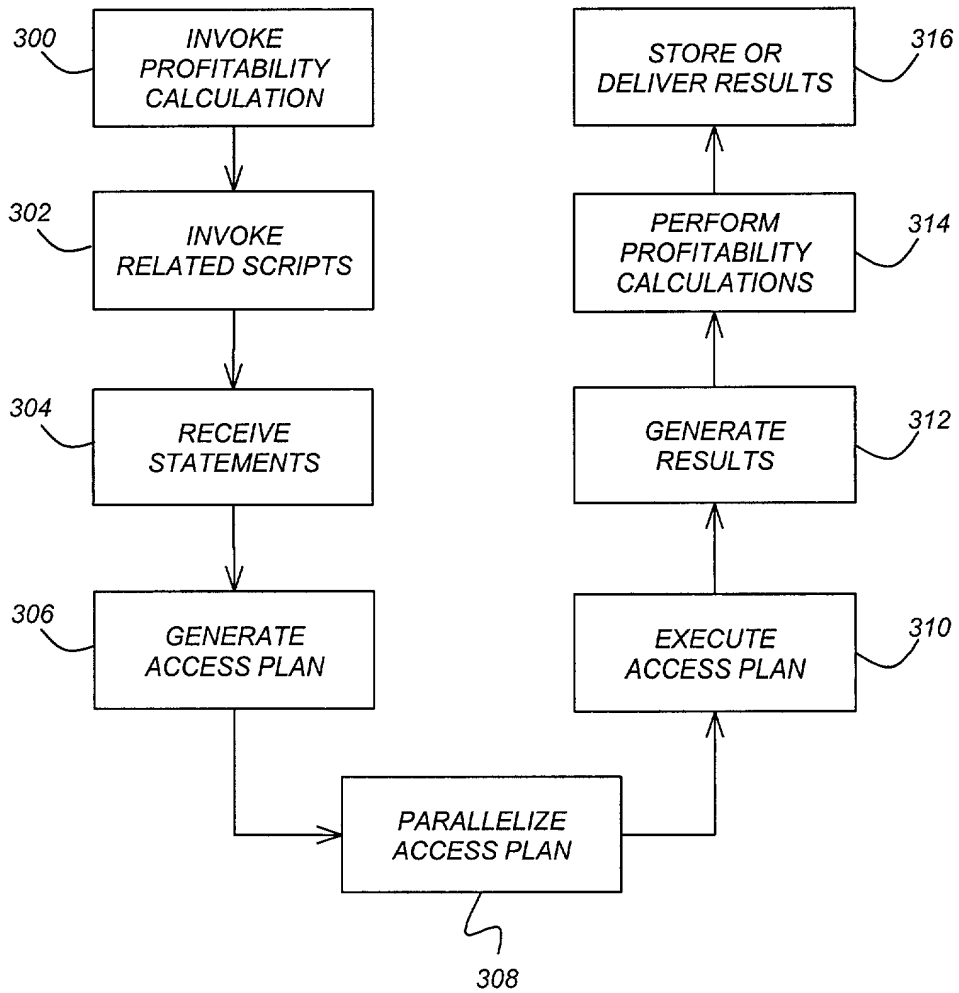 300
INVOKE
PROFITABILITY
CALCULATION
302
INVOKE
RELATED SCRIPTS
304
RECEIVE
STATEMENTS
306
GENERATE
ACCESS PLAN
PARALLELIZE
ACCESS PLAN
308
EXECUTE
ACCESS PLAN
310
GENERATE
RESULTS
312
PERFORM
PROFITABILITY
CALCULATIONS
314
STORE OR
DELIVER RESULTS
316